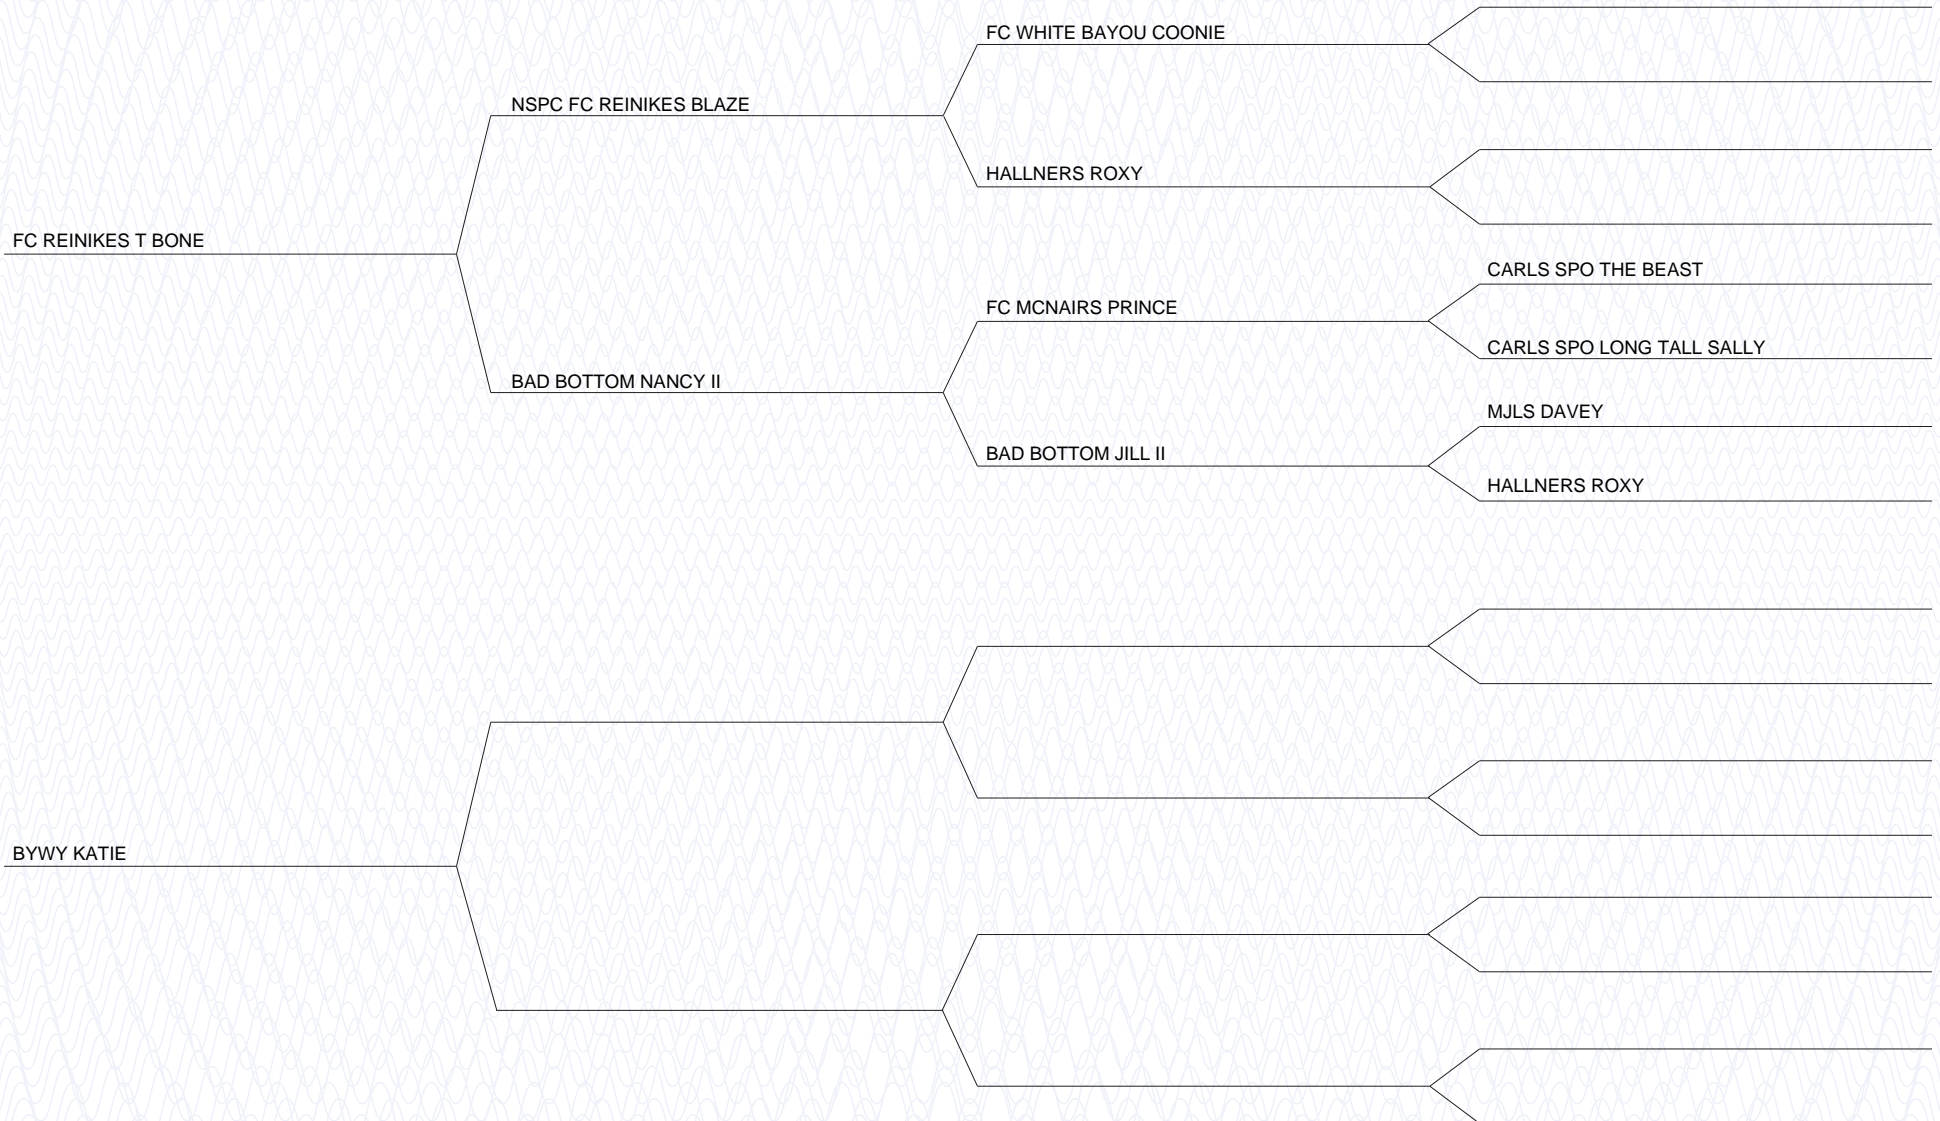 FC WHITE BAYOU COONIE
NSPC FC REINIKES BLAZE
HALLNERS ROXY
FC REINIKES T BONE
CARLS SPO THE BEAST
FC MCNAIRS PRINCE
CARLS SPO LONG TALL SALLY
BAD BOTTOM NANCY II
MJLS DAVEY
BAD BOTTOM JILL II
HALLNERS ROXY
BYWY KATIE